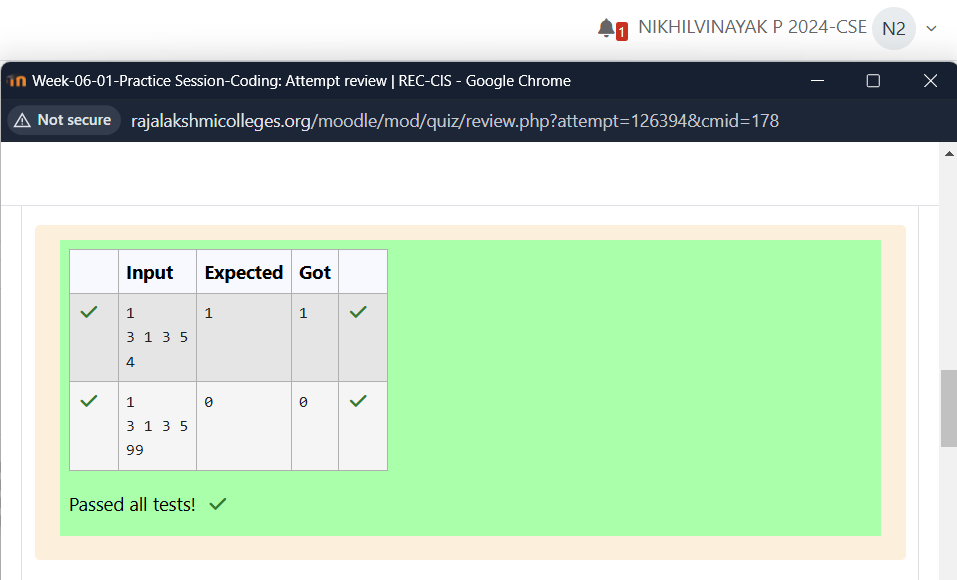 1 NIKHILVINAYAK P 2024-CSE N2
Week-06-01-Practice Session-Coding: Attempt review | REC-CIS - Google Chrome
Not secure rajalakshmicolleges.org/moodle/mod/quiz/review.php?attempt=126394&cmid=178
Input Expected Got
1 1 1
3 1 3 5
4
1 0 0
3 1 3 5
99
Passed all tests!